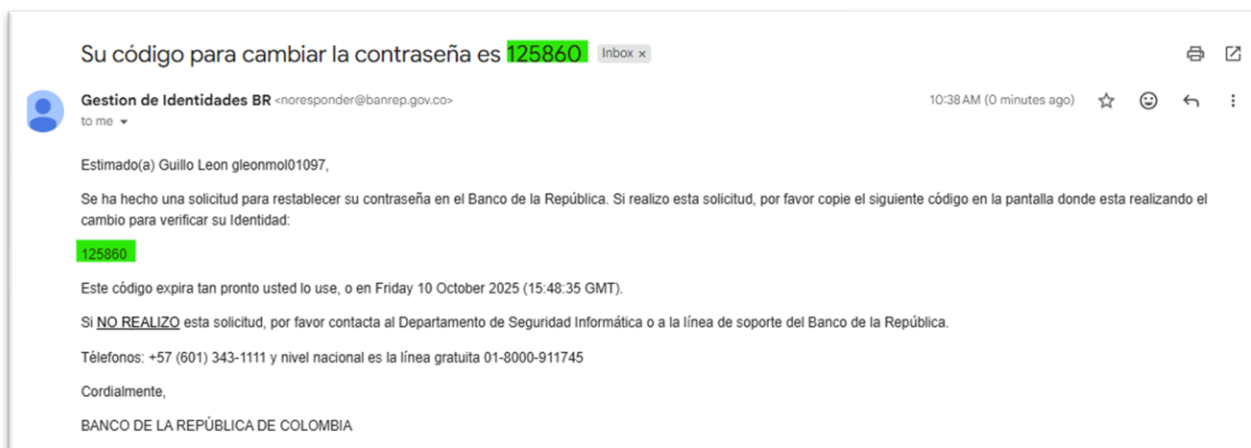 Su código para cambiar la contraseña es 125860 Inbox ×
Gestion de Identidades BR <noresponder@banrep.gov.co> 10:38 AM (0 minutes ago)
to me
Estimado(a) Guillo Leon gleonmol01097,
Se ha hecho una solicitud para restablecer su contraseña en el Banco de la República. Si realizo esta solicitud, por favor copie el siguiente código en la pantalla donde esta realizando el
cambio para verificar su Identidad:
125860
Este código expira tan pronto usted lo use, o en Friday 10 October 2025 (15:48:35 GMT).
Si NO REALIZO esta solicitud, por favor contacta al Departamento de Seguridad Informática o a la línea de soporte del Banco de la República.
Télefonos: +57 (601) 343-1111 y nivel nacional es la línea gratuita 01-8000-911745
Cordialmente,
BANCO DE LA REPÚBLICA DE COLOMBIA